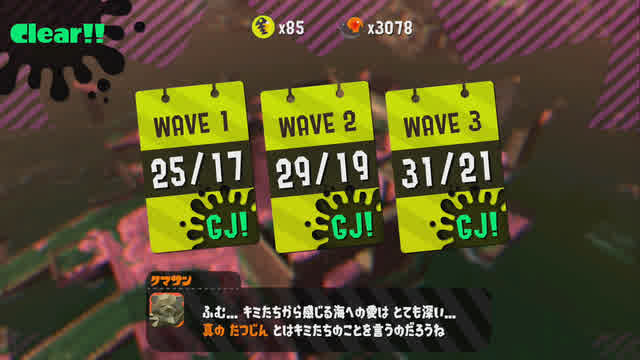 Clear!!
x85
x3078
WAVE 1
WAVE 2
WAVE 3
25/17
29/19
31/21
GJ!
GJ!
GJ!
クマサン
ふむ... キミたちから感じる海への愛は とても深い...
真の たつじん とはキミたちのことを言うのだろうね